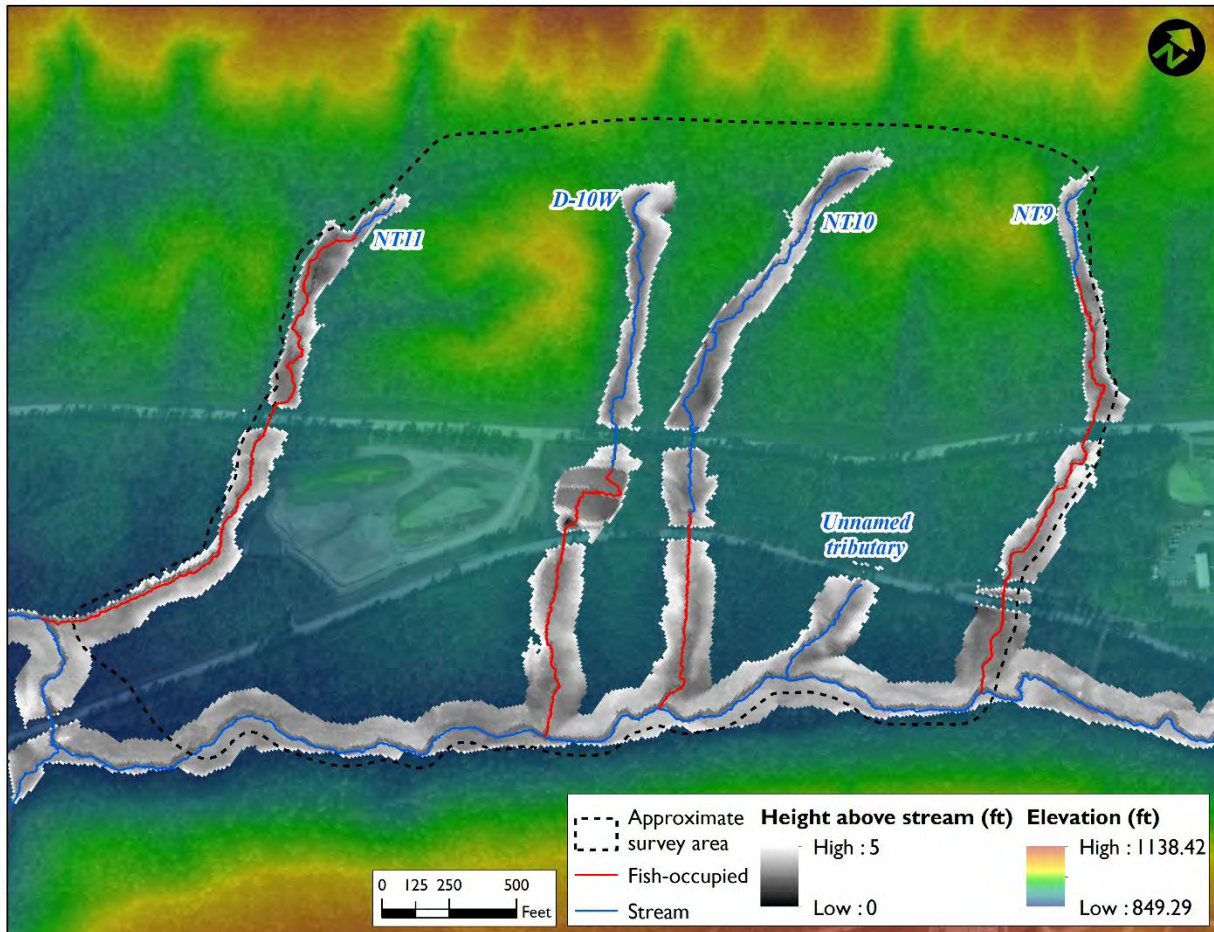 N
D-10W
NT11
NT10
NT9
Unnamed
tributary
Approximate
survey area
Fish-occupied
Stream
Height above stream (ft)
High : 5
Low : 0
Elevation (ft)
High : 1138.42
Low : 849.29
0 125 250 500
Feet